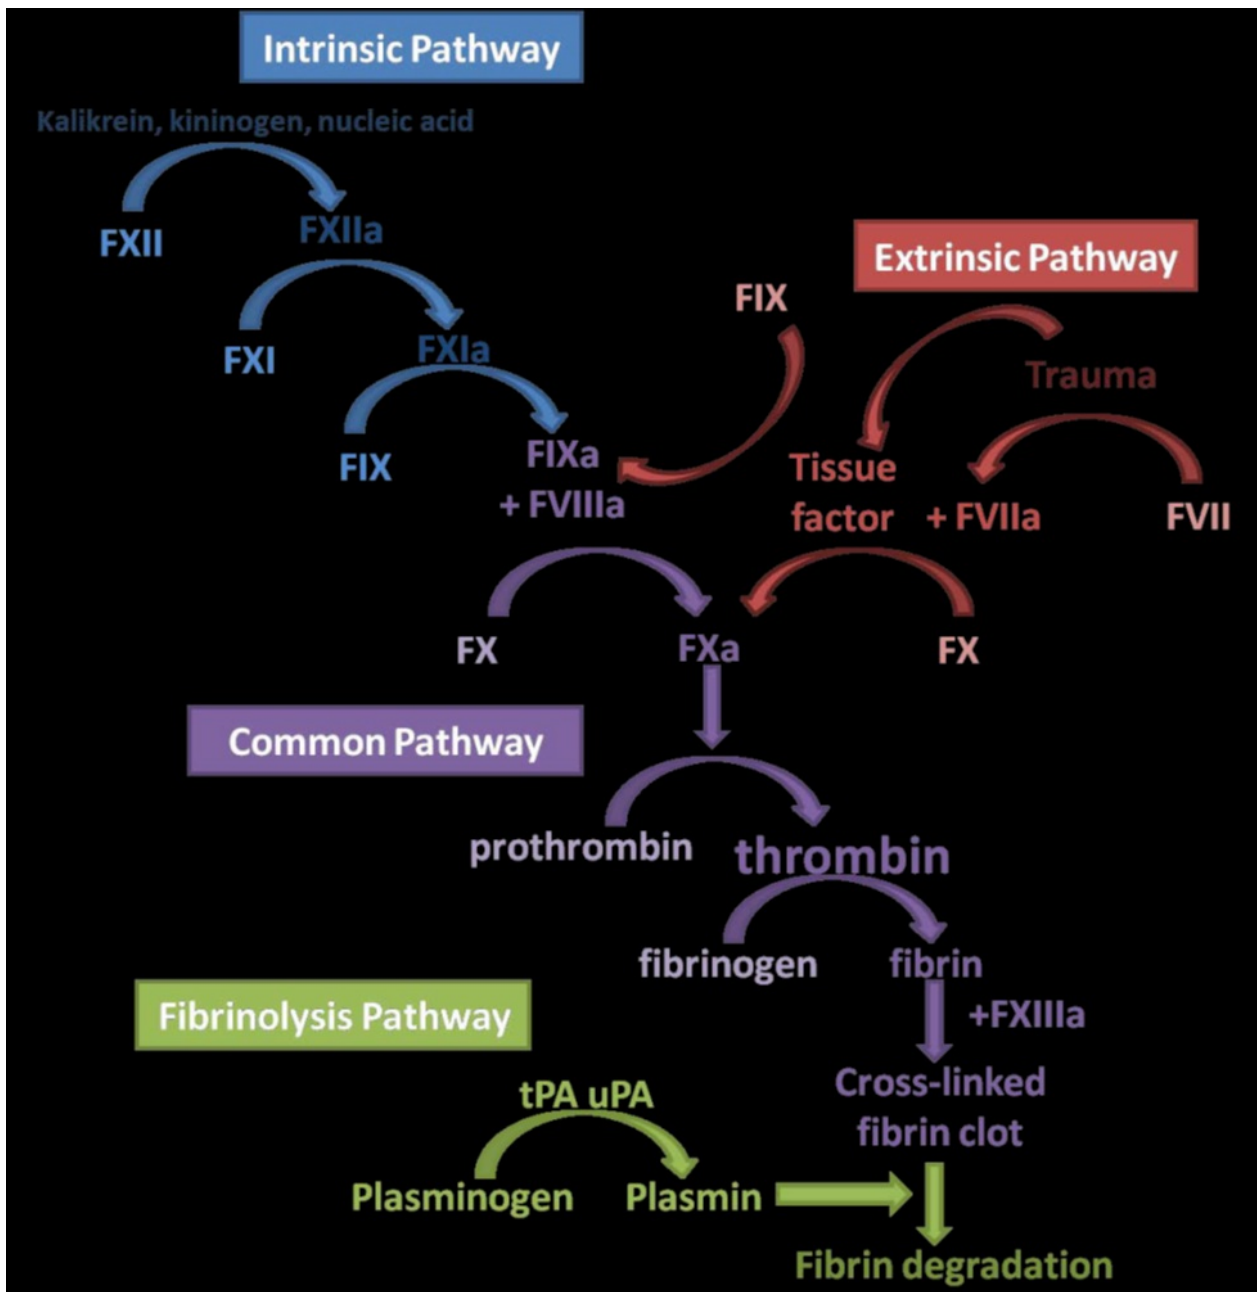 Intrinsic Pathway
Kalikrein, kininogen, nucleic acid
FXII
FXIIa
Extrinsic Pathway
FIX
FXI
FXIa
Trauma
FIX
FIXa
+ FVIIIa
Tissue
factor
+ FVIIa
FVII
FX
FXa
FX
Common Pathway
prothrombin
thrombin
fibrinogen
fibrin
+FXIIIa
Fibrinolysis Pathway
Cross-linked
fibrin clot
tPA uPA
Plasminogen
Plasmin
Fibrin degradation